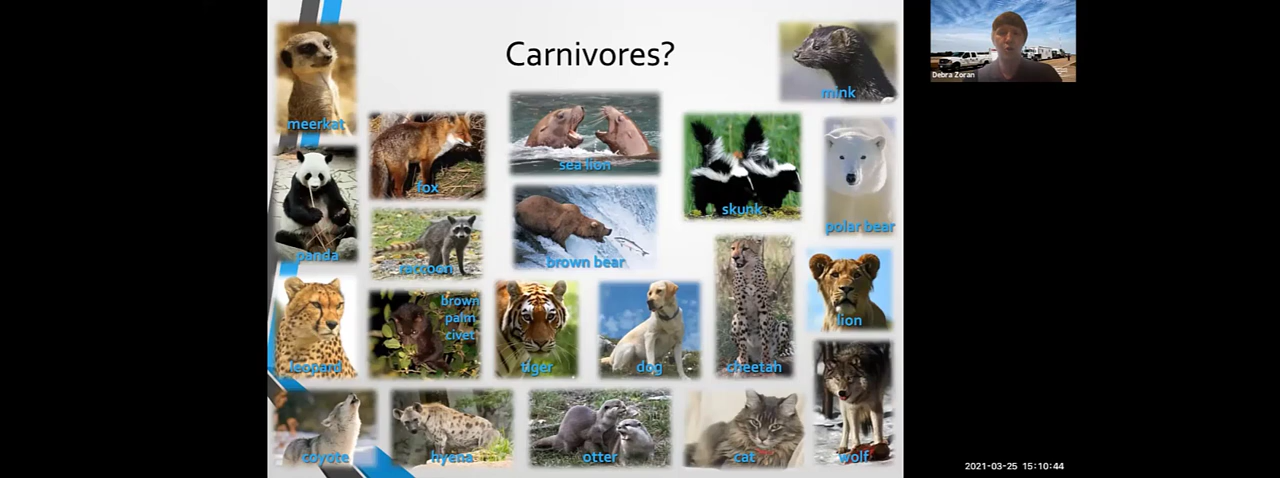 Carnivores?
meerkat
mink
fox
sea lion
skunk
polar bear
panda
raccoon
brown bear
brown
palm
civet
leopard
tiger
dog
cheetah
lion
coyote
hyena
otter
cat
wolf
Debra Zoran
2021-03-25 15:10:44